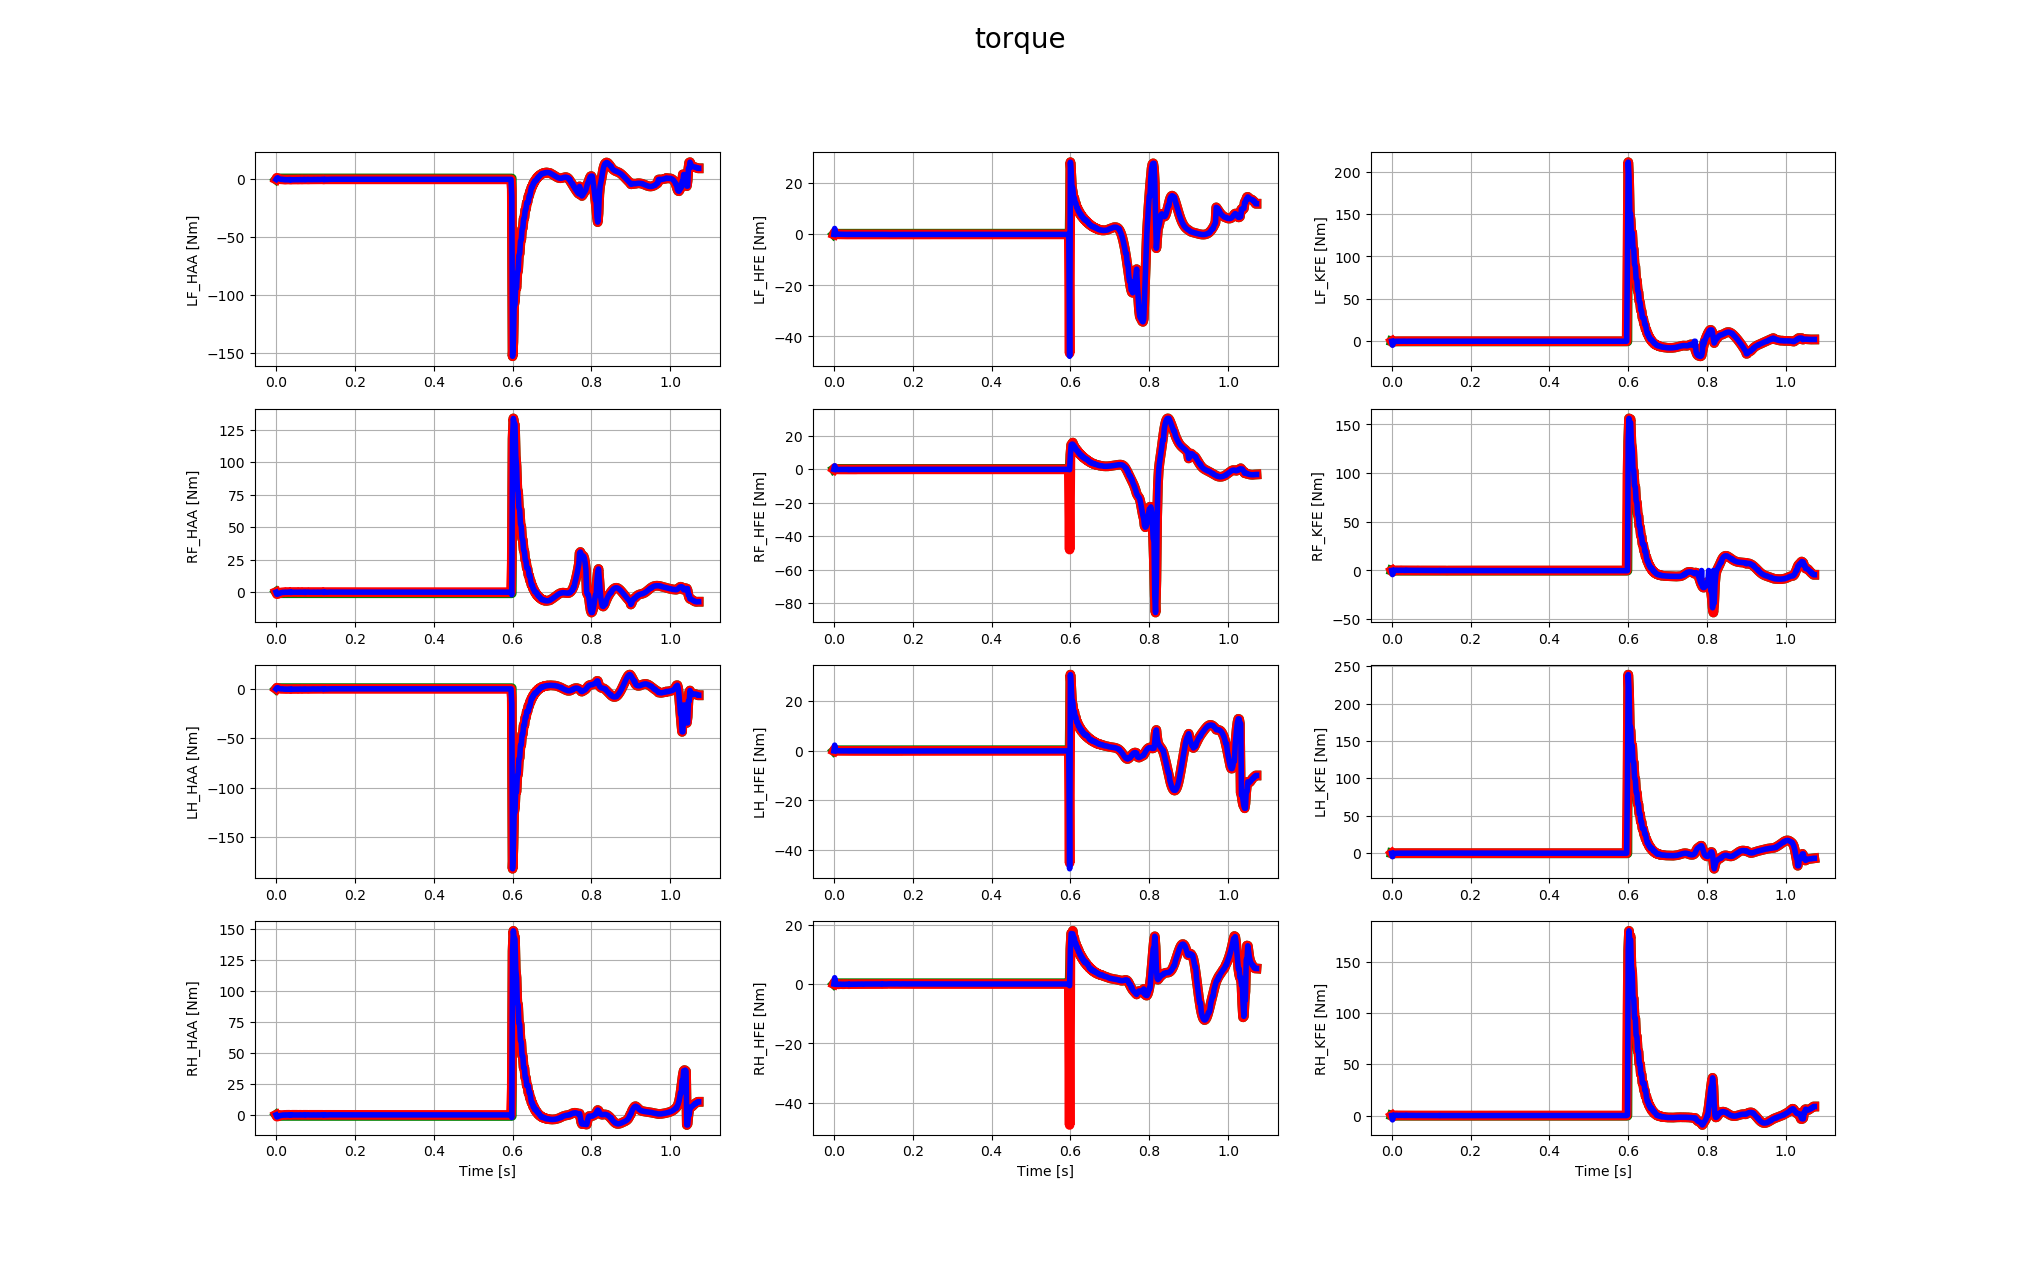 torque
LF_HAA [Nm]
0
−50
−100
−150
0.0 0.2 0.4 0.6 0.8 1.0
LF_HFE [Nm]
20
0
−20
−40
0.0 0.2 0.4 0.6 0.8 1.0
LF_KFE [Nm]
200
150
100
50
0
0.0 0.2 0.4 0.6 0.8 1.0
RF_HAA [Nm]
125
100
75
50
25
0
0.0 0.2 0.4 0.6 0.8 1.0
RF_HFE [Nm]
20
0
−20
−40
−60
−80
0.0 0.2 0.4 0.6 0.8 1.0
RF_KFE [Nm]
150
100
50
0
−50
0.0 0.2 0.4 0.6 0.8 1.0
LH_HAA [Nm]
0
−50
−100
−150
0.0 0.2 0.4 0.6 0.8 1.0
LH_HFE [Nm]
20
0
−20
−40
0.0 0.2 0.4 0.6 0.8 1.0
LH_KFE [Nm]
250
200
150
100
50
0
0.0 0.2 0.4 0.6 0.8 1.0
RH_HAA [Nm]
150
125
100
75
50
25
0
0.0 0.2 0.4 0.6 0.8 1.0
Time [s]
RH_HFE [Nm]
20
0
−20
−40
0.0 0.2 0.4 0.6 0.8 1.0
Time [s]
RH_KFE [Nm]
150
100
50
0
0.0 0.2 0.4 0.6 0.8 1.0
Time [s]